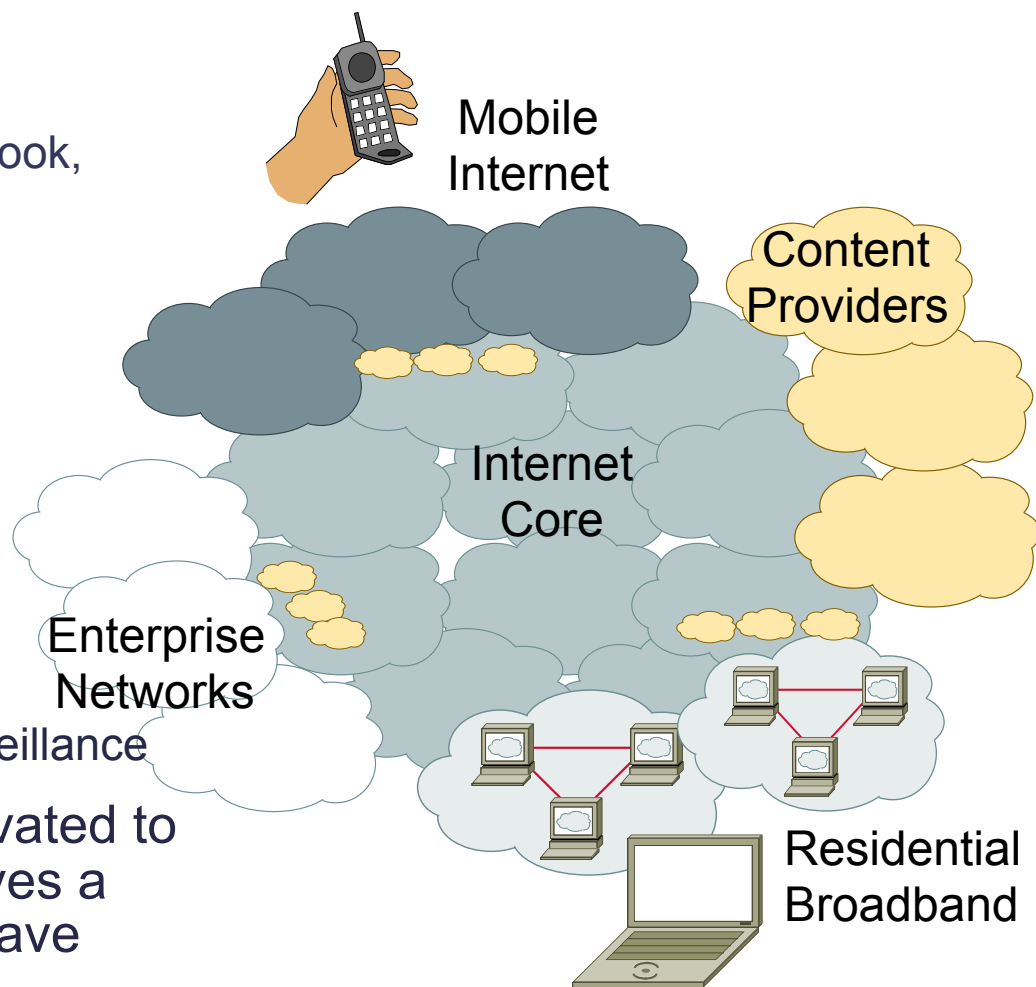 Mobile
Internet
ook,
Content
Providers
Internet
Core
Enterprise
Networks
eillance
vated to
ves a
ave
Residential
Broadband